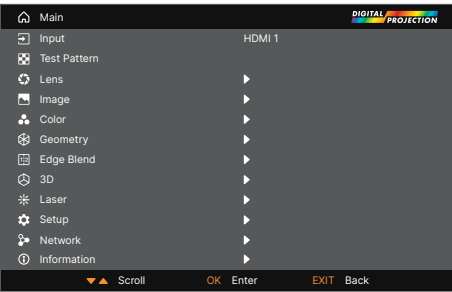 Main
DIGITAL PROJECTION
Input HDMI 1
Test Pattern
Lens
Image
Color
Geometry
Edge Blend
3D
Laser
Setup
Network
Information
Scroll OK Enter EXIT Back